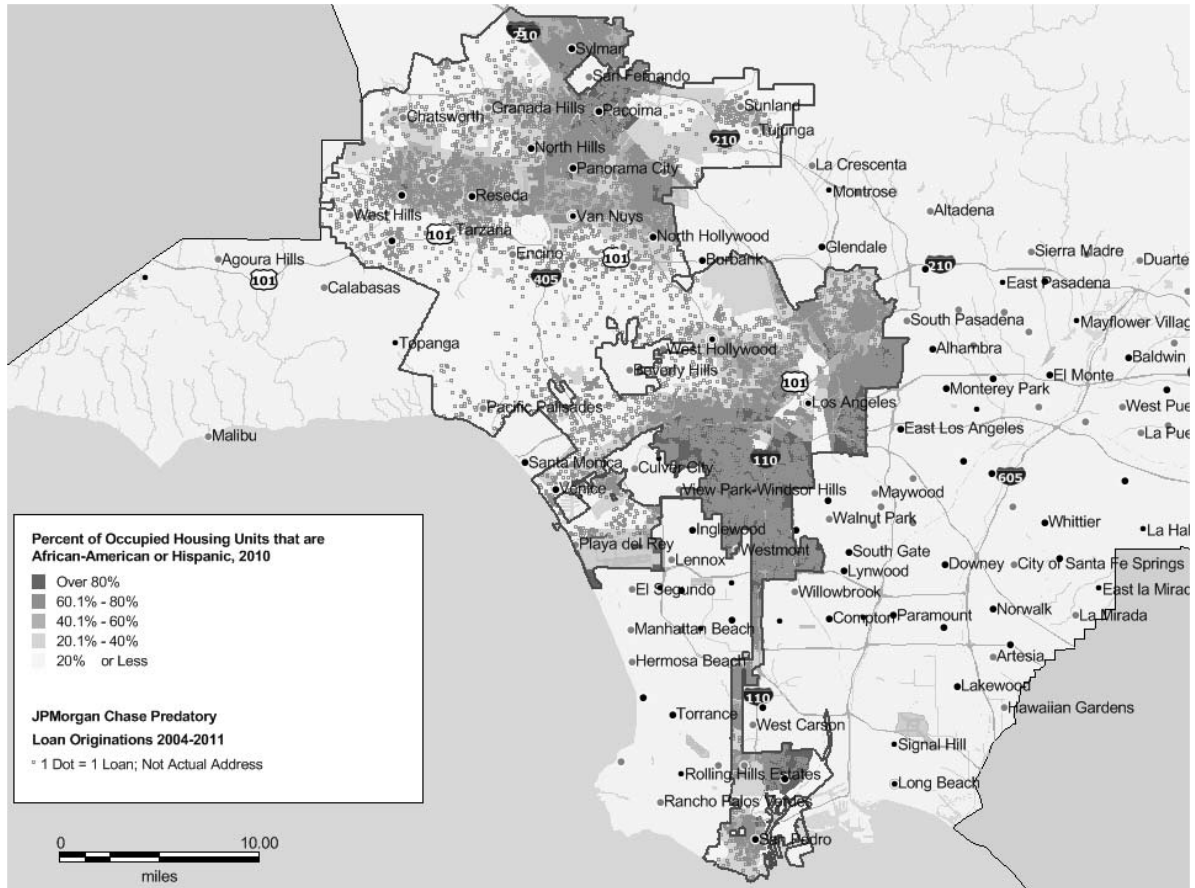 210
Sylmar
San Fernando
Chatsworth
Granada Hills
Pacoima
Sunland
Tujunga
210
North Hills
Panorama City
La Crescenta
Montrose
Reseda
West Hills
Van Nuys
Altadena
101
Tarzana
North Hollywood
Encino
101
Glendale
Sierra Madre
Agoura Hills
101
405
Burbank
210
Duarte
Calabasas
East Pasadena
South Pasadena
Mayflower Villag
Topanga
West Hollywood
Alhambra
Baldwin
Beverly Hills
101
El Monte
Monterey Park
Los Angeles
Pacific Palisades
West Pue
Malibu
East Los Angeles
La Pue
Santa Monica
Culver City
110
605
Venice
View Park-Windsor Hills
Maywood
Walnut Park
Whittier
Inglewood
La Hal
Playa del Rey
Westmont
South Gate
Lennox
Lynwood
Downey
City of Santa Fe Springs
El Segundo
Willowbrook
East la Mirad
Compton
Paramount
Norwalk
La Mirada
Manhattan Beach
Artesia
Hermosa Beach
Lakewood
110
Hawaiian Gardens
Torrance
West Carson
Signal Hill
Rolling Hills Estates
Long Beach
Rancho Palos Verdes
San Pedro
Percent of Occupied Housing Units that are
African-American or Hispanic, 2010
Over 80%
60.1% - 80%
40.1% - 60%
20.1% - 40%
20% or Less
JPMorgan Chase Predatory
Loan Originations 2004-2011
1 Dot = 1 Loan; Not Actual Address
0 10.00
miles